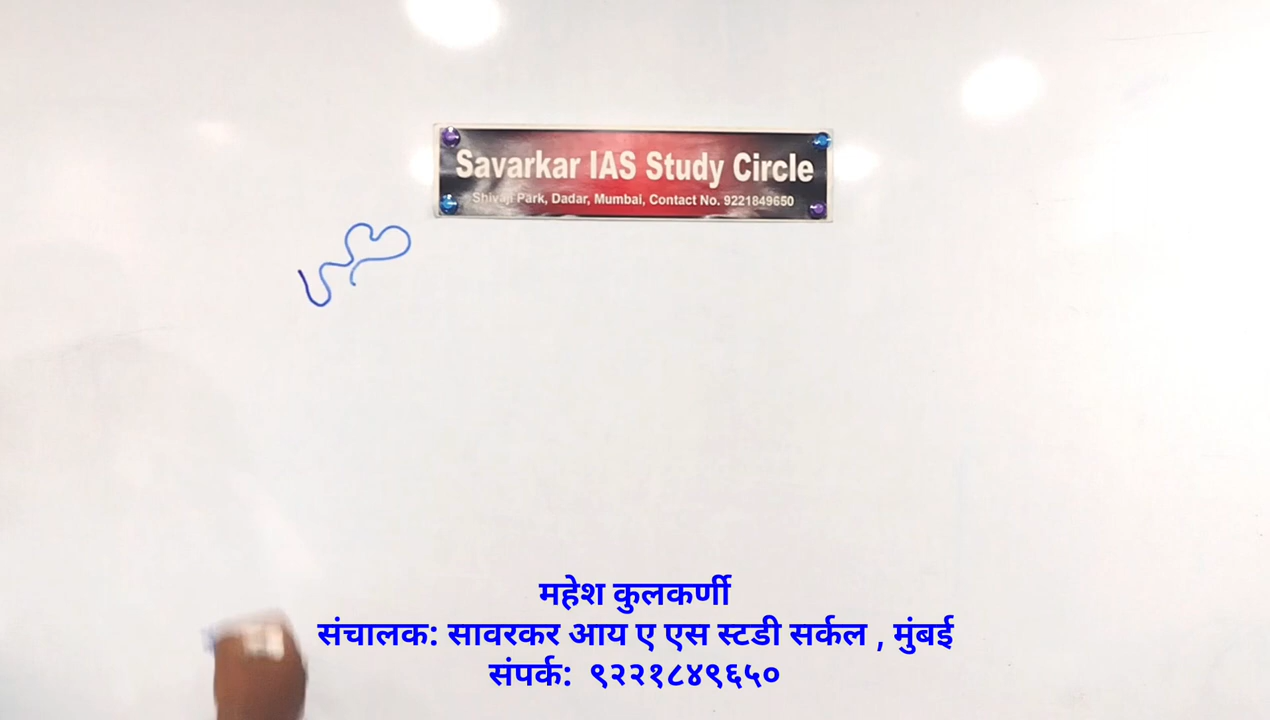 Savarkar IAS Study Circle
Shivaji Park, Dadar, Mumbai, Contact No. 9221849650
महेश कुलकर्णी
संचालक: सावरकर आय ए एस स्टडी सर्कल , मुंबई
संपर्क: ९२२१८४९६५०